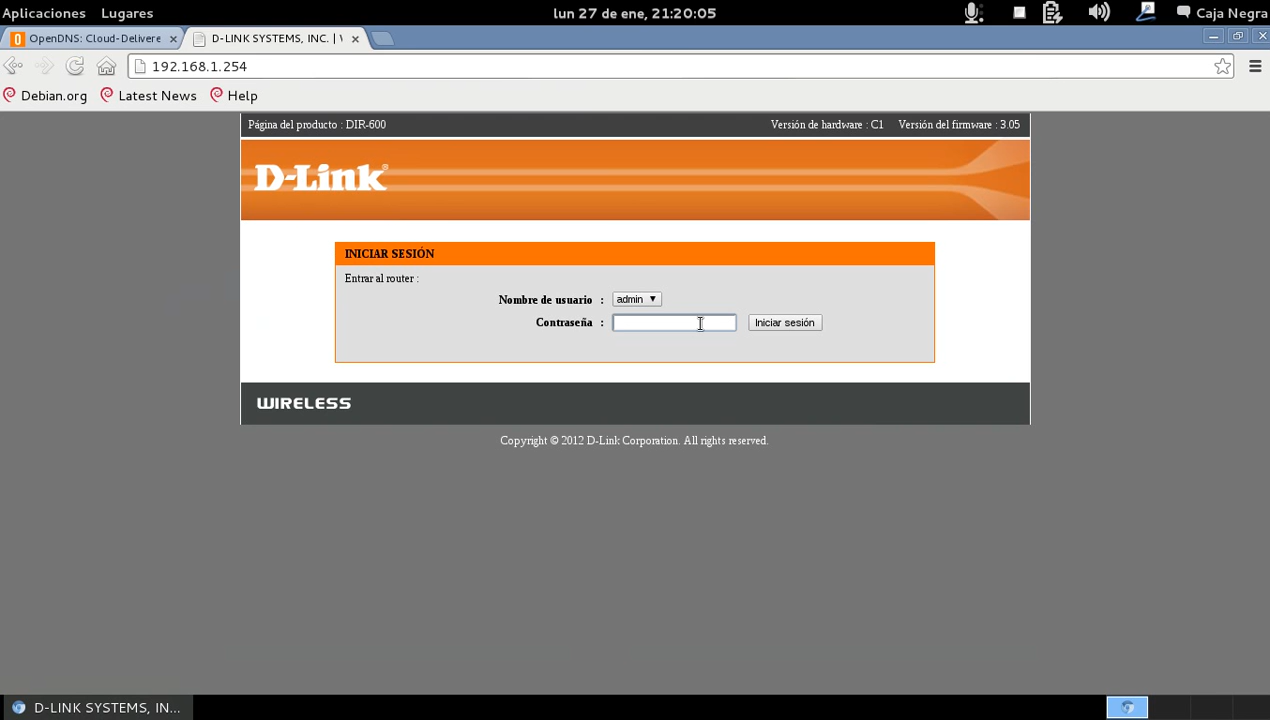 Aplicaciones Lugares lun 27 de ene, 21:20:05 Caja Negra
OpenDNS: Cloud-Delivere D-LINK SYSTEMS, INC. |
192.168.1.254
Debian.org Latest News Help
Página del producto : DIR-600 Versión de hardware : C1 Versión del firmware : 3.05
D-Link®
INICIAR SESIÓN
Entrar al router :
Nombre de usuario : admin
Contraseña : Iniciar sesión
WIRELESS
Copyright © 2012 D-Link Corporation. All rights reserved.
D-LINK SYSTEMS, IN...